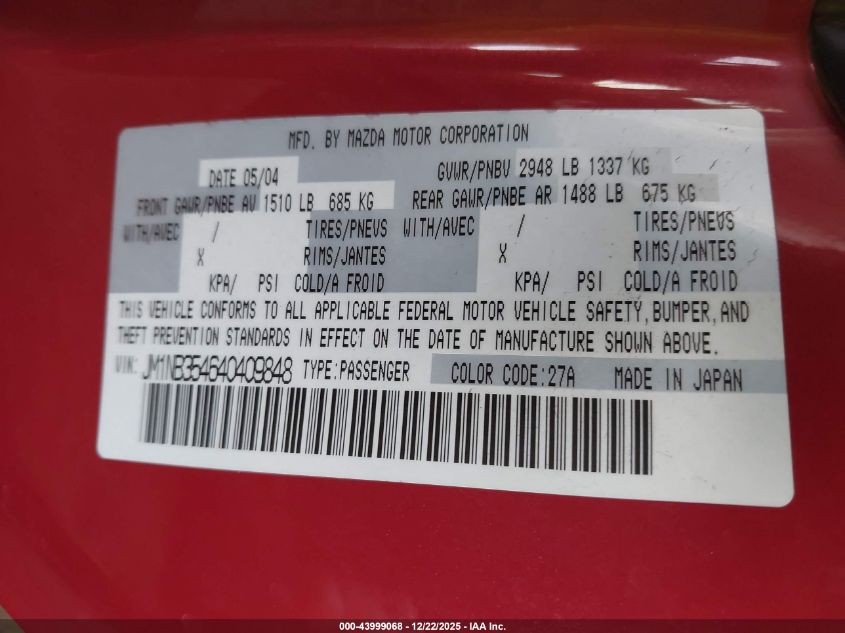 MFD. BY MAZDA MOTOR CORPORATION
DATE 05/04 GVWR/PNBV 2948 LB 1337 KG
FRONT GAWR/PNBE AV 1510 LB 685 KG REAR GAWR/PNBE AR 1488 LB 675 KG
WITH/AVEC / TIRES/PNEUS WITH/AVEC / TIRES/PNEUS
X RIMS/JANTES X RIMS/JANTES
KPA/ PSI COLD/A FROID KPA/ PSI COLD/A FROID
THIS VEHICLE CONFORMS TO ALL APPLICABLE FEDERAL MOTOR VEHICLE SAFETY, BUMPER, AND
THEFT PREVENTION STANDARDS IN EFFECT ON THE DATE OF MANUFACTURE SHOWN ABOVE.
VIN: JM1NB354640409848 TYPE:PASSENGER COLOR CODE:27A MADE IN JAPAN
000-43999068 - 12/22/2025 - IAA Inc.